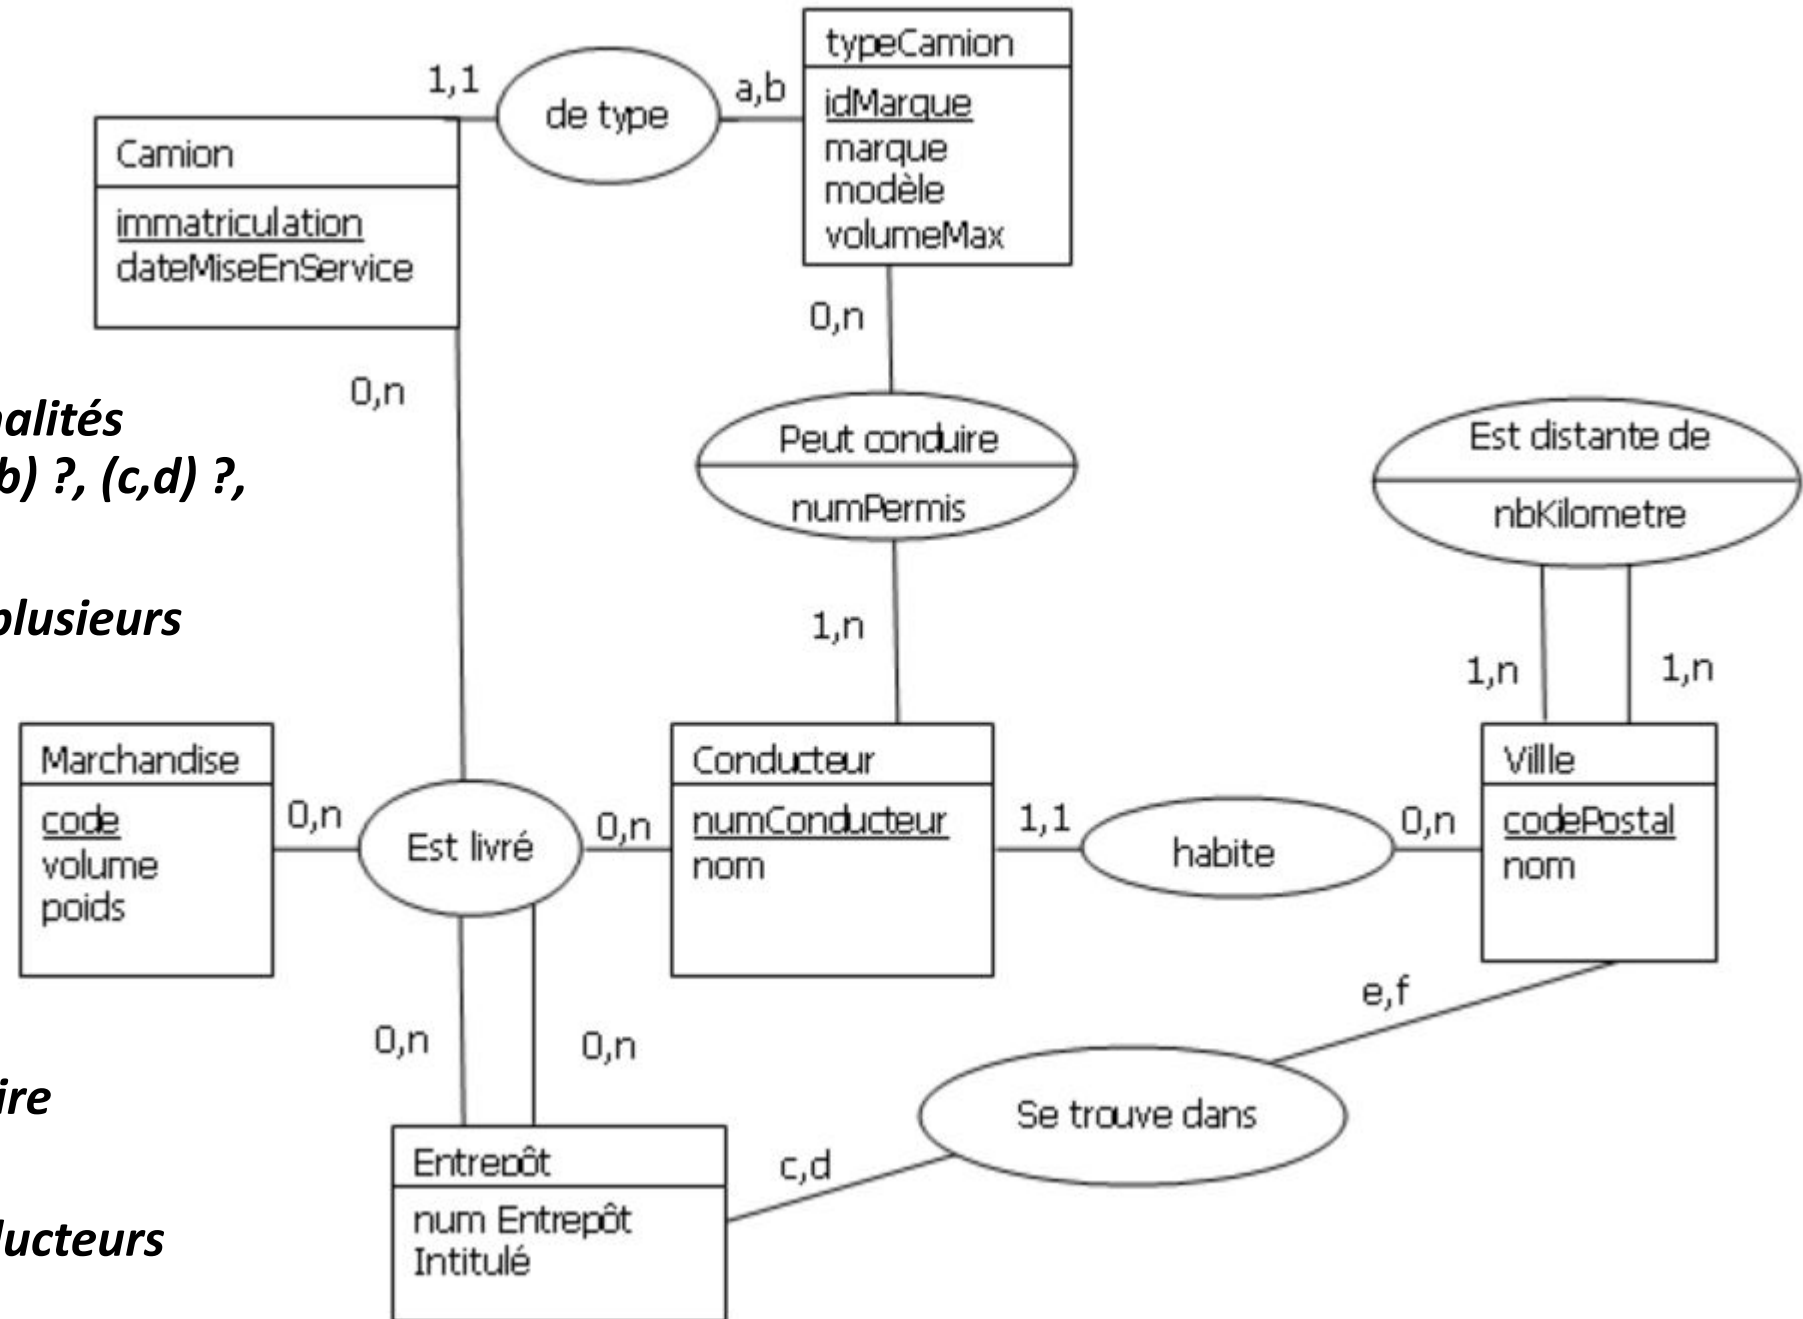 typeCamion
1,1
a,b
de type
idMarque
marque
modèle
volumeMax
Camion
immatriculation
dateMiseEnService
0,n
0,n
nalités
b) ?, (c,d) ?,
Peut conduire
numPermis
Est distante de
nbKilometre
plusieurs
1,n
1,n
1,n
Marchandise
code
volume
poids
0,n
Est livré
0,n
Conducteur
numConducteur
nom
1,1
habite
0,n
Villle
codePostal
nom
0,n
0,n
e,f
ire
Se trouve dans
c,d
Entrepôt
num Entrepôt
Intitulé
ducteurs